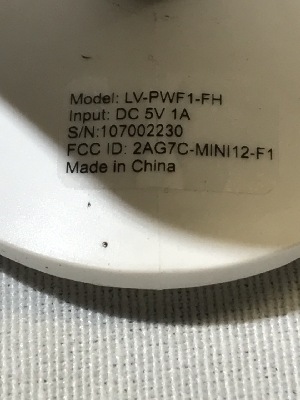 Model: LV-PWF1-FH
Input: DC 5V 1A
S/N:107002230
FCC ID: 2AG7C-MINI12-F1
Made in China